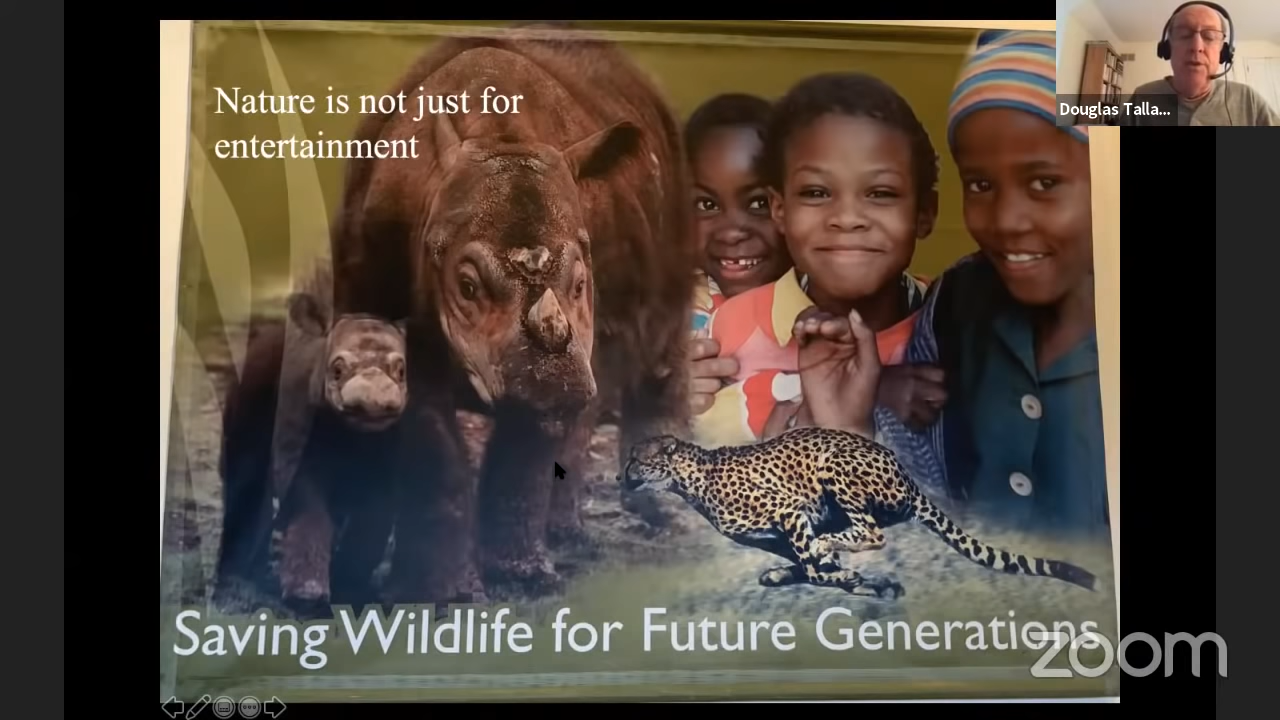 Nature is not just for
entertainment
Douglas Talla...
Saving Wildlife for Future Generations
zoom